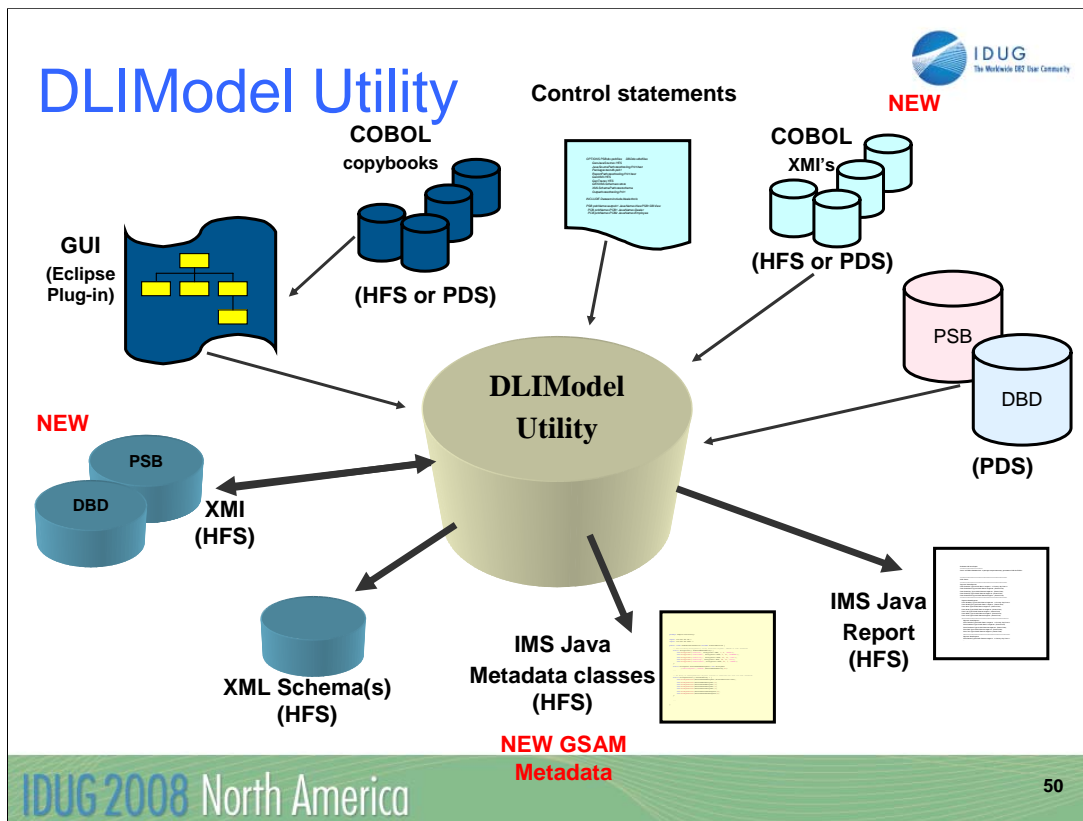 DLIModel Utility
IDUG
The Worldwide DB2 User Community
Control statements
NEW
COBOL
copybooks
COBOL
XMI's
GUI
(Eclipse
Plug-in)
(HFS or PDS)
(HFS or PDS)
PSB
DBD
(PDS)
DLIModel
Utility
NEW
PSB
DBD
XMI
(HFS)
XML Schema(s)
(HFS)
IMS Java
Metadata classes
(HFS)
NEW GSAM
Metadata
IMS Java
Report
(HFS)
IDUG 2008 North America
50